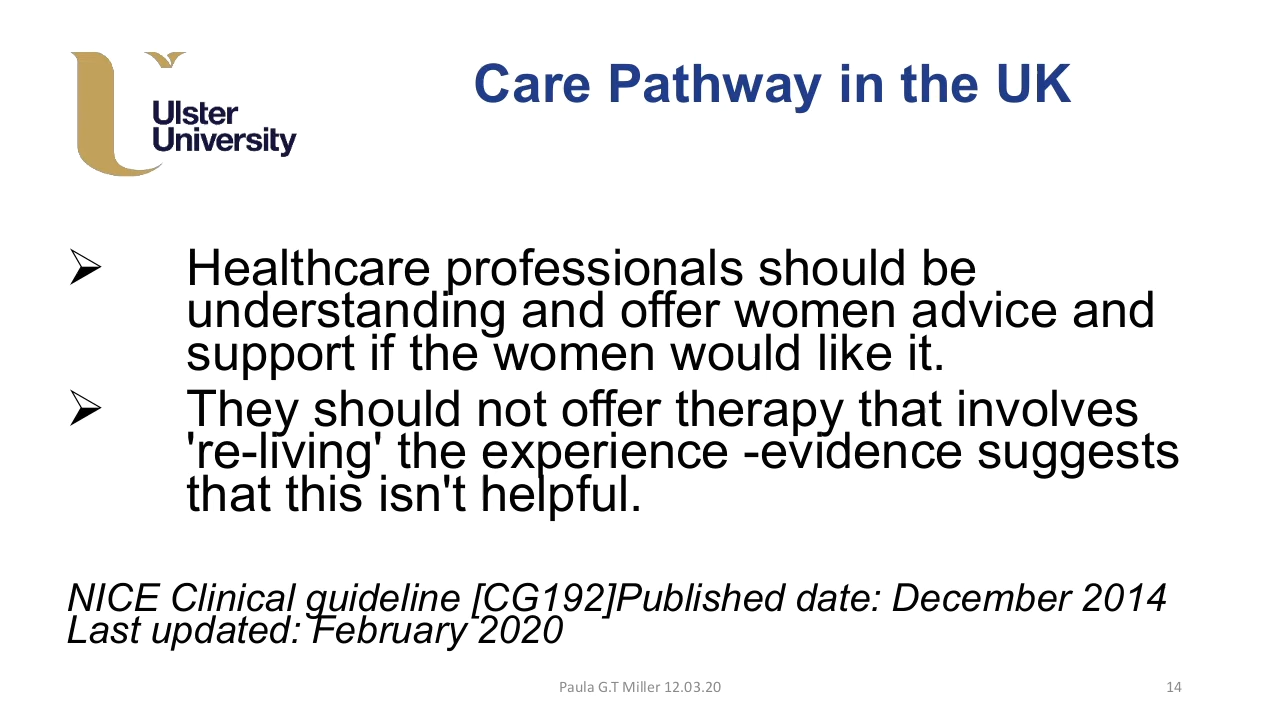 Ulster
University
Care Pathway in the UK
➢ Healthcare professionals should be
understanding and offer women advice and
support if the women would like it.
➢ They should not offer therapy that involves
're-living' the experience -evidence suggests
that this isn't helpful.
NICE Clinical guideline [CG192]Published date: December 2014
Last updated: February 2020
Paula G.T Miller 12.03.20
14